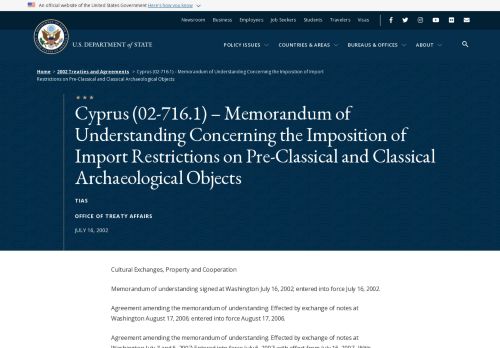 An official website of the United States Government Here's how you know
Newsroom Business Employers Job Seekers Students Travelers Visas
U.S. DEPARTMENT of STATE
POLICY ISSUES COUNTRIES & AREAS BUREAUS & OFFICES ABOUT
Home > 2002 Treaties and Agreements > Cyprus (02-716.1) - Memorandum of Understanding Concerning the Imposition of Import
Restrictions on Pre-Classical and Classical Archaeological Objects
Cyprus (02-716.1) – Memorandum of
Understanding Concerning the Imposition of
Import Restrictions on Pre-Classical and Classical
Archaeological Objects
TIAS
OFFICE OF TREATY AFFAIRS
JULY 16, 2002
Cultural Exchanges, Property and Cooperation
Memorandum of understanding signed at Washington July 16, 2002; entered into force July 16, 2002.
Agreement amending the memorandum of understanding. Effected by exchange of notes at
Washington August 17, 2006; entered into force August 17, 2006.
Agreement amending the memorandum of understanding. Effected by exchange of notes at